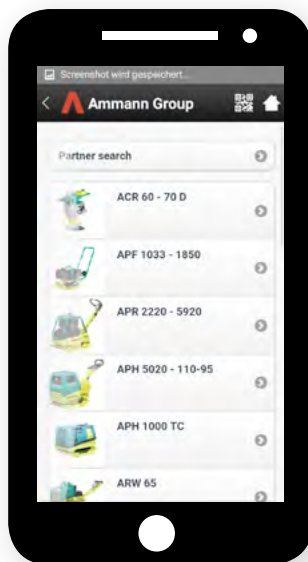 Screenshot wird gespeichert...
Ammann Group
Partner search
ACR 60 - 70 D
APF 1033 - 1850
APR 2220 - 5920
APH 5020 - 110-95
APH 1000 TC
ARW 65